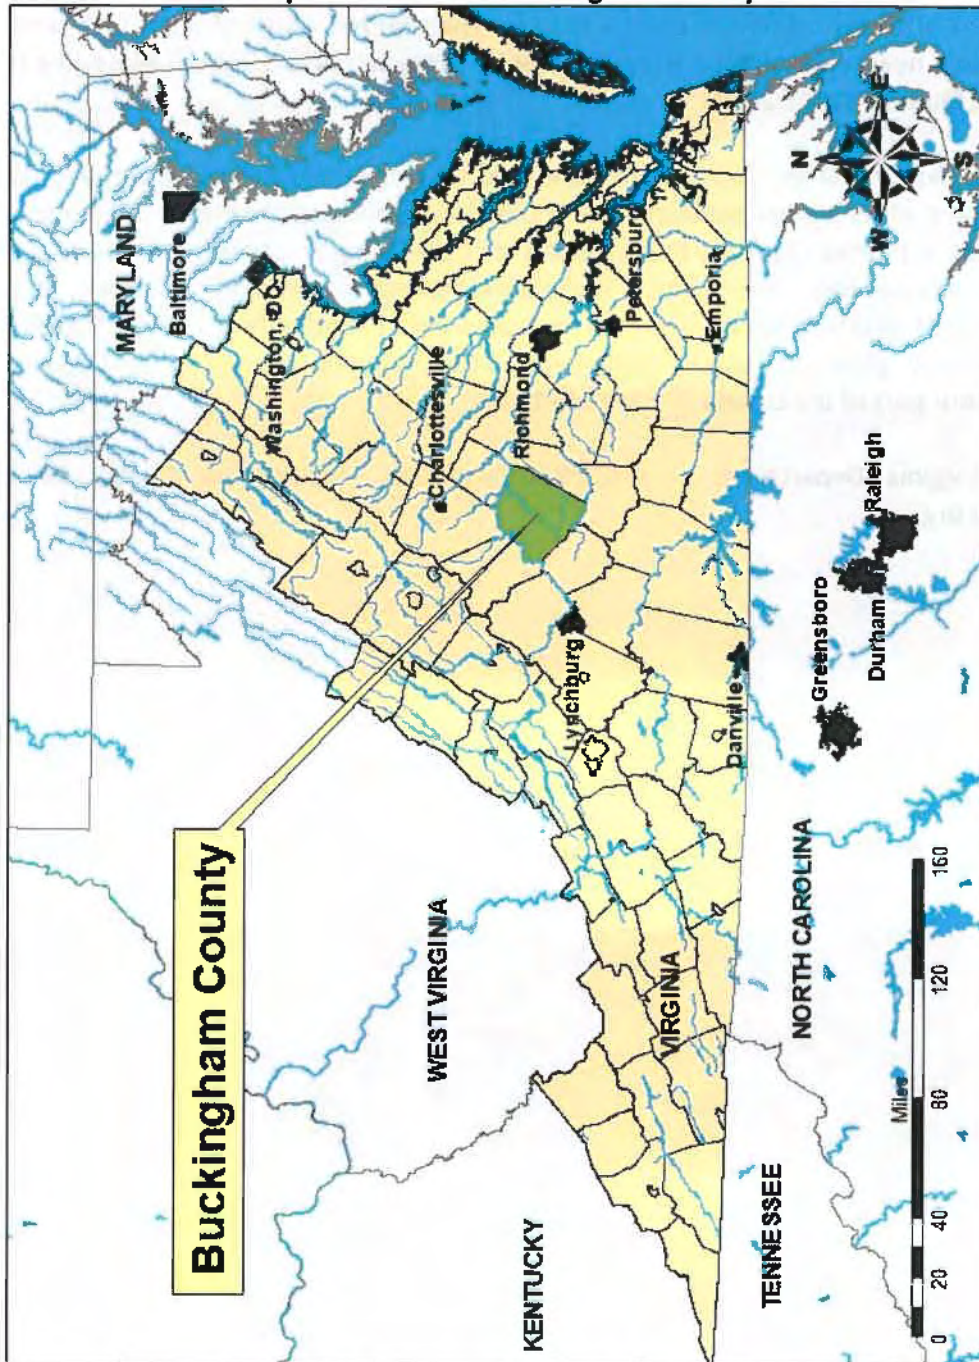 Buckingham County
MARYLAND
Baltimore
Washington, DC
WEST VIRGINIA
Charlottesville
KENTUCKY
Richmond
Lynchburg
Petersburg
VIRGINIA
Emporia
Danville
TENNESSEE
NORTH CAROLINA
Greensboro
Durham
Raleigh
N
W
E
S
Miles
0
20
40
80
120
160